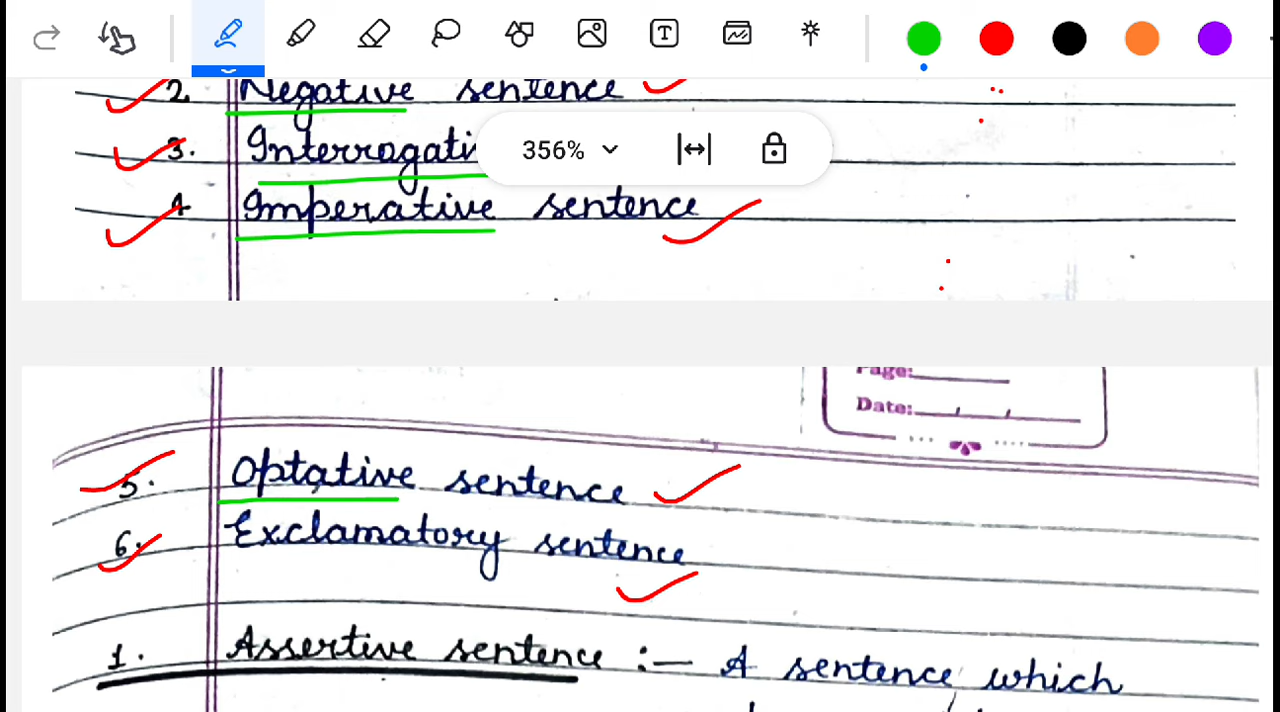 2. Negative sentence
3. Interrogati
356%
4 Imperative sentence
Page:
Date:
5. Optative sentence
6. Exclamatory sentence
1. Assertive sentence :- A sentence which